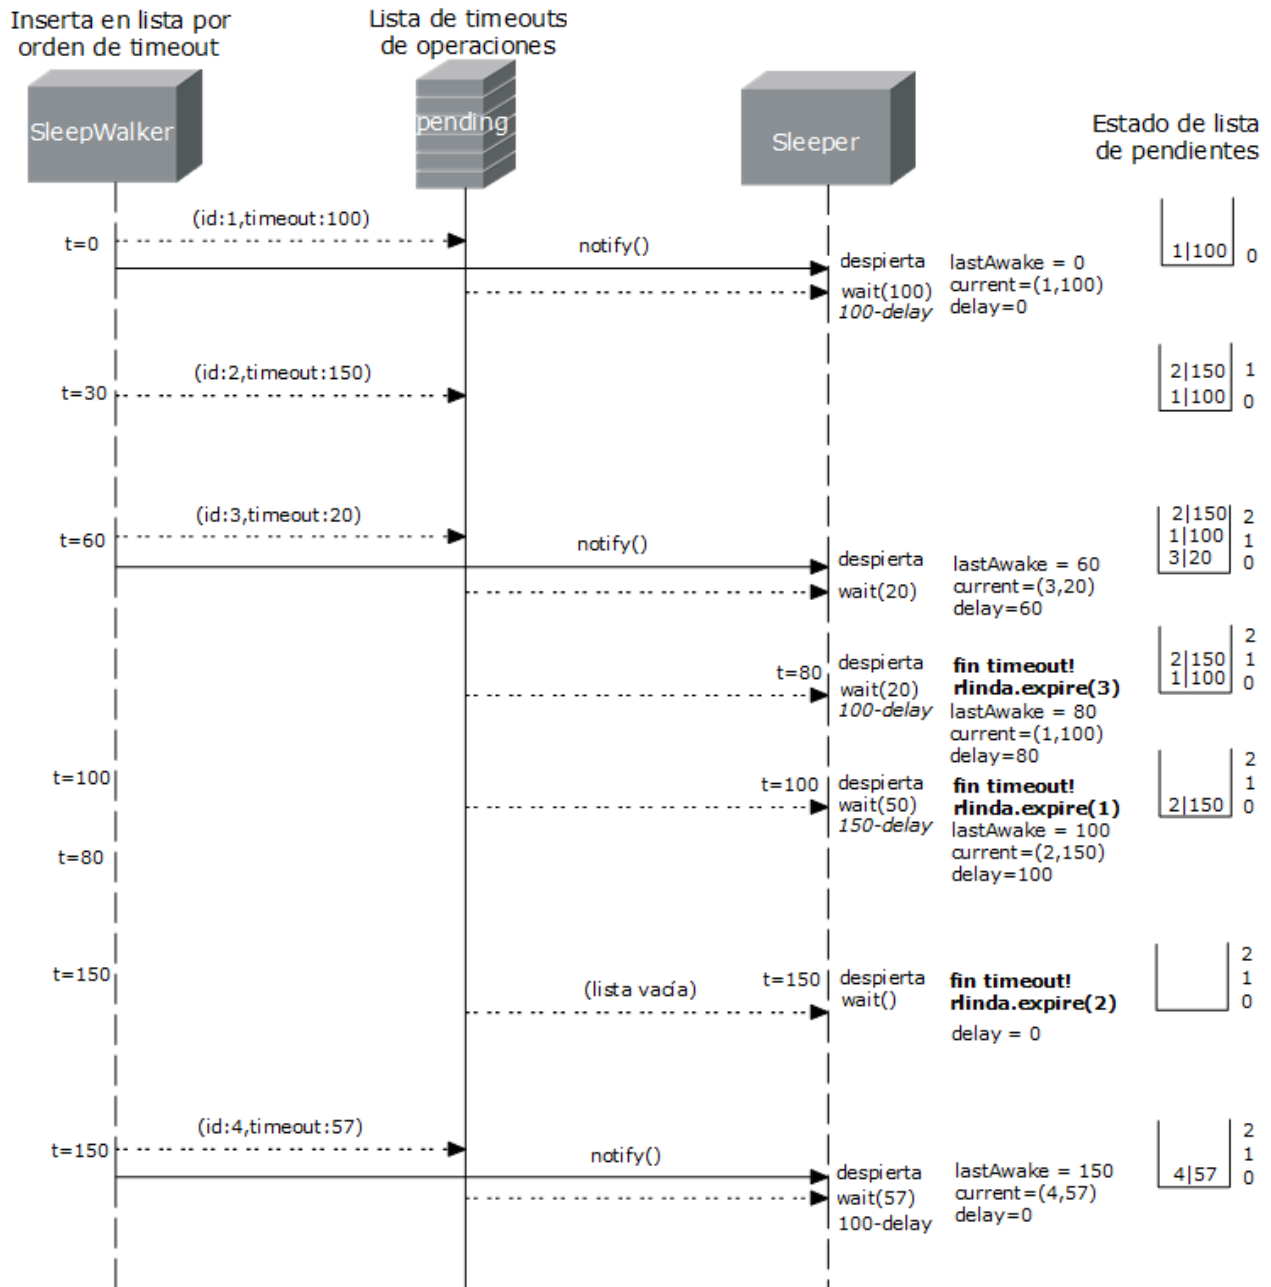 Inserta en lista por
orden de timeout
Lista de timeouts
de operaciones
SleepWalker
pending
Sleeper
Estado de lista
de pendientes
t=0
(id:1,timeout:100)
notify()
despierta
wait(100)
100-delay
lastAwake = 0
current=(1,100)
delay=0
1|100 0
t=30
(id:2,timeout:150)
2|150 1
1|100 0
t=60
(id:3,timeout:20)
notify()
despierta
wait(20)
lastAwake = 60
current=(3,20)
delay=60
2|150 2
1|100 1
3|20 0
t=80
despierta
wait(20)
100-delay
fin timeout!
rlinda.expire(3)
lastAwake = 80
current=(1,100)
delay=80
2
2|150 1
1|100 0
t=100
t=100
despierta
wait(50)
150-delay
fin timeout!
rlinda.expire(1)
lastAwake = 100
current=(2,150)
delay=100
2
1
2|150 0
t=80
t=150
(lista vacía)
t=150
despierta
wait()
fin timeout!
rlinda.expire(2)
delay = 0
2
1
0
t=150
(id:4,timeout:57)
notify()
despierta
wait(57)
100-delay
lastAwake = 150
current=(4,57)
delay=0
2
1
4|57 0